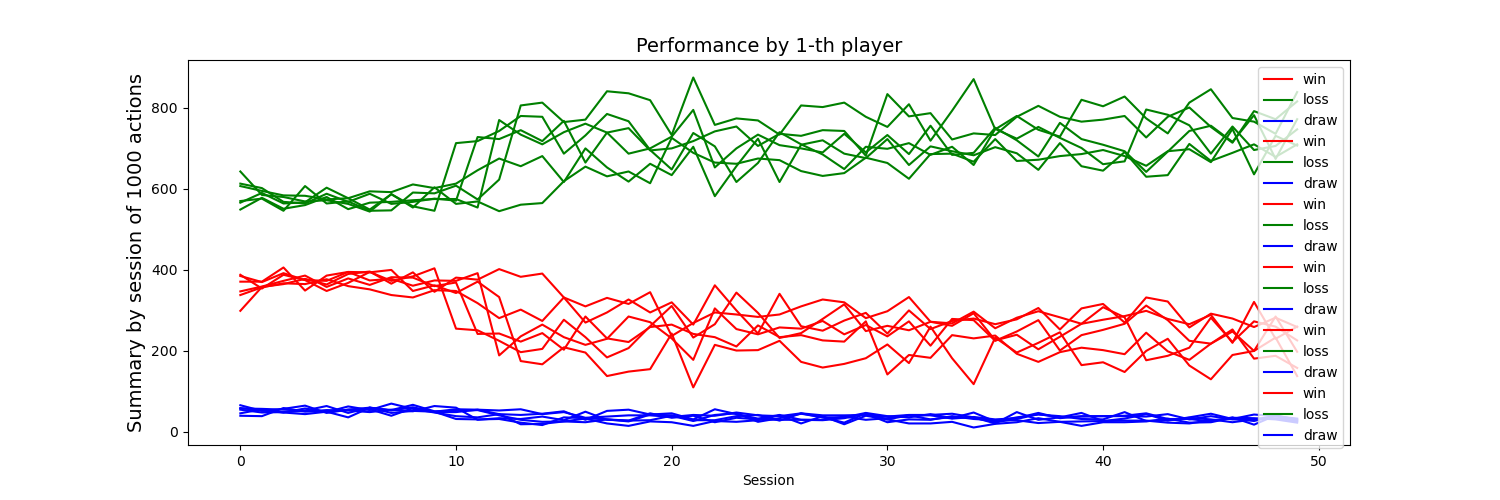 Performance by 1-th player
Summary by session of 1000 actions
800
600
400
200
0
0
10
20
30
40
50
Session
win
loss
draw
win
loss
draw
win
loss
draw
win
loss
draw
win
loss
draw
win
loss
draw